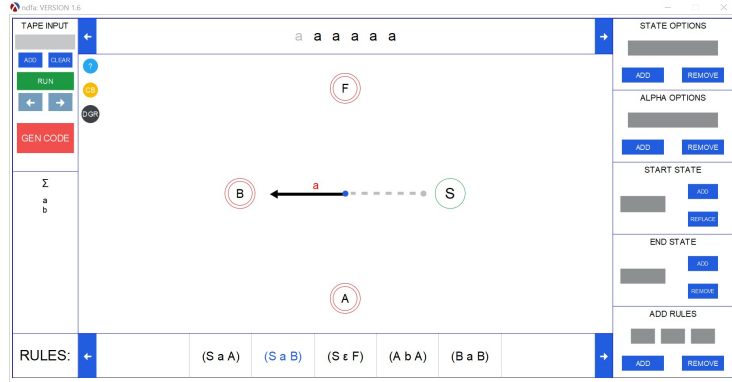 ndfa: VERSION 1.6
TAPE INPUT
ADD CLEAR
RUN
GEN CODE
Σ
a
b
a a a a a a
?
CB
DGR
F
B
a
S
A
RULES:
(S a A) (S a B) (S ε F) (A b A) (B a B)
STATE OPTIONS
ADD REMOVE
ALPHA OPTIONS
ADD REMOVE
START STATE
ADD
REPLACE
END STATE
ADD
REMOVE
ADD RULES
ADD REMOVE